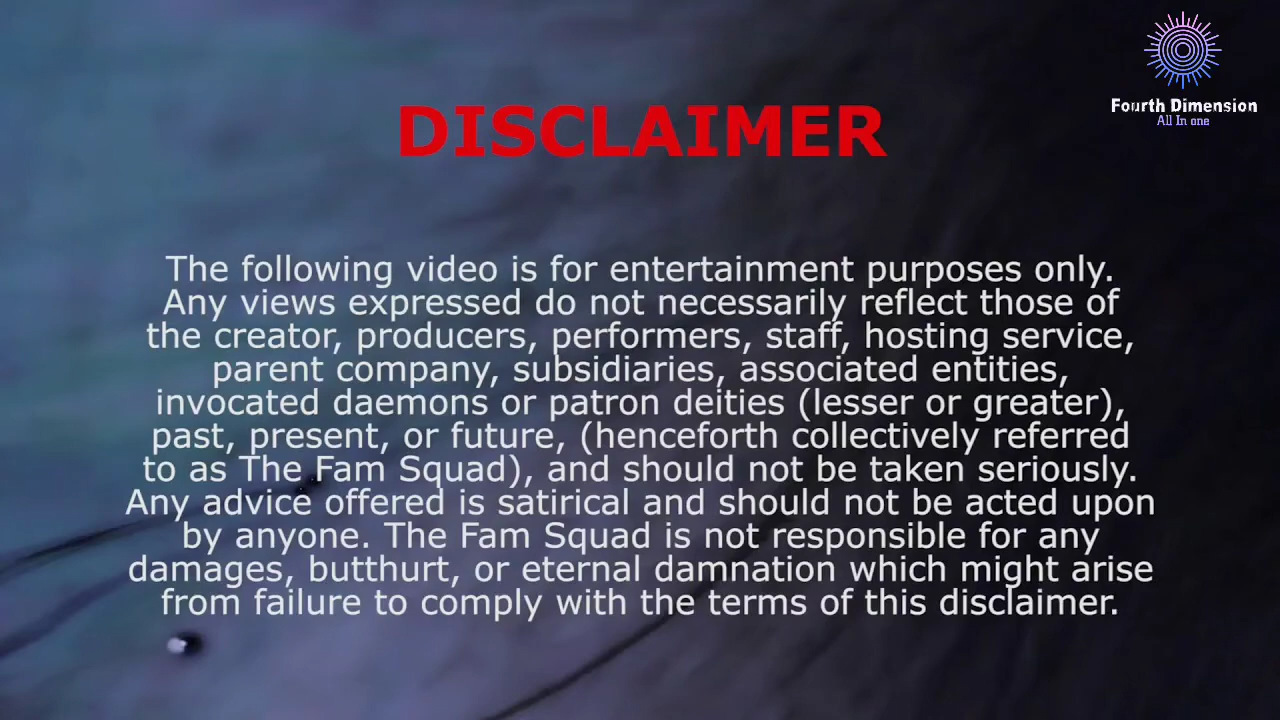 Fourth Dimension
All In one
DISCLAIMER
The following video is for entertainment purposes only.
Any views expressed do not necessarily reflect those of
the creator, producers, performers, staff, hosting service,
parent company, subsidiaries, associated entities,
invocated daemons or patron deities (lesser or greater),
past, present, or future, (henceforth collectively referred
to as The Fam Squad), and should not be taken seriously.
Any advice offered is satirical and should not be acted upon
by anyone. The Fam Squad is not responsible for any
damages, butthurt, or eternal damnation which might arise
from failure to comply with the terms of this disclaimer.